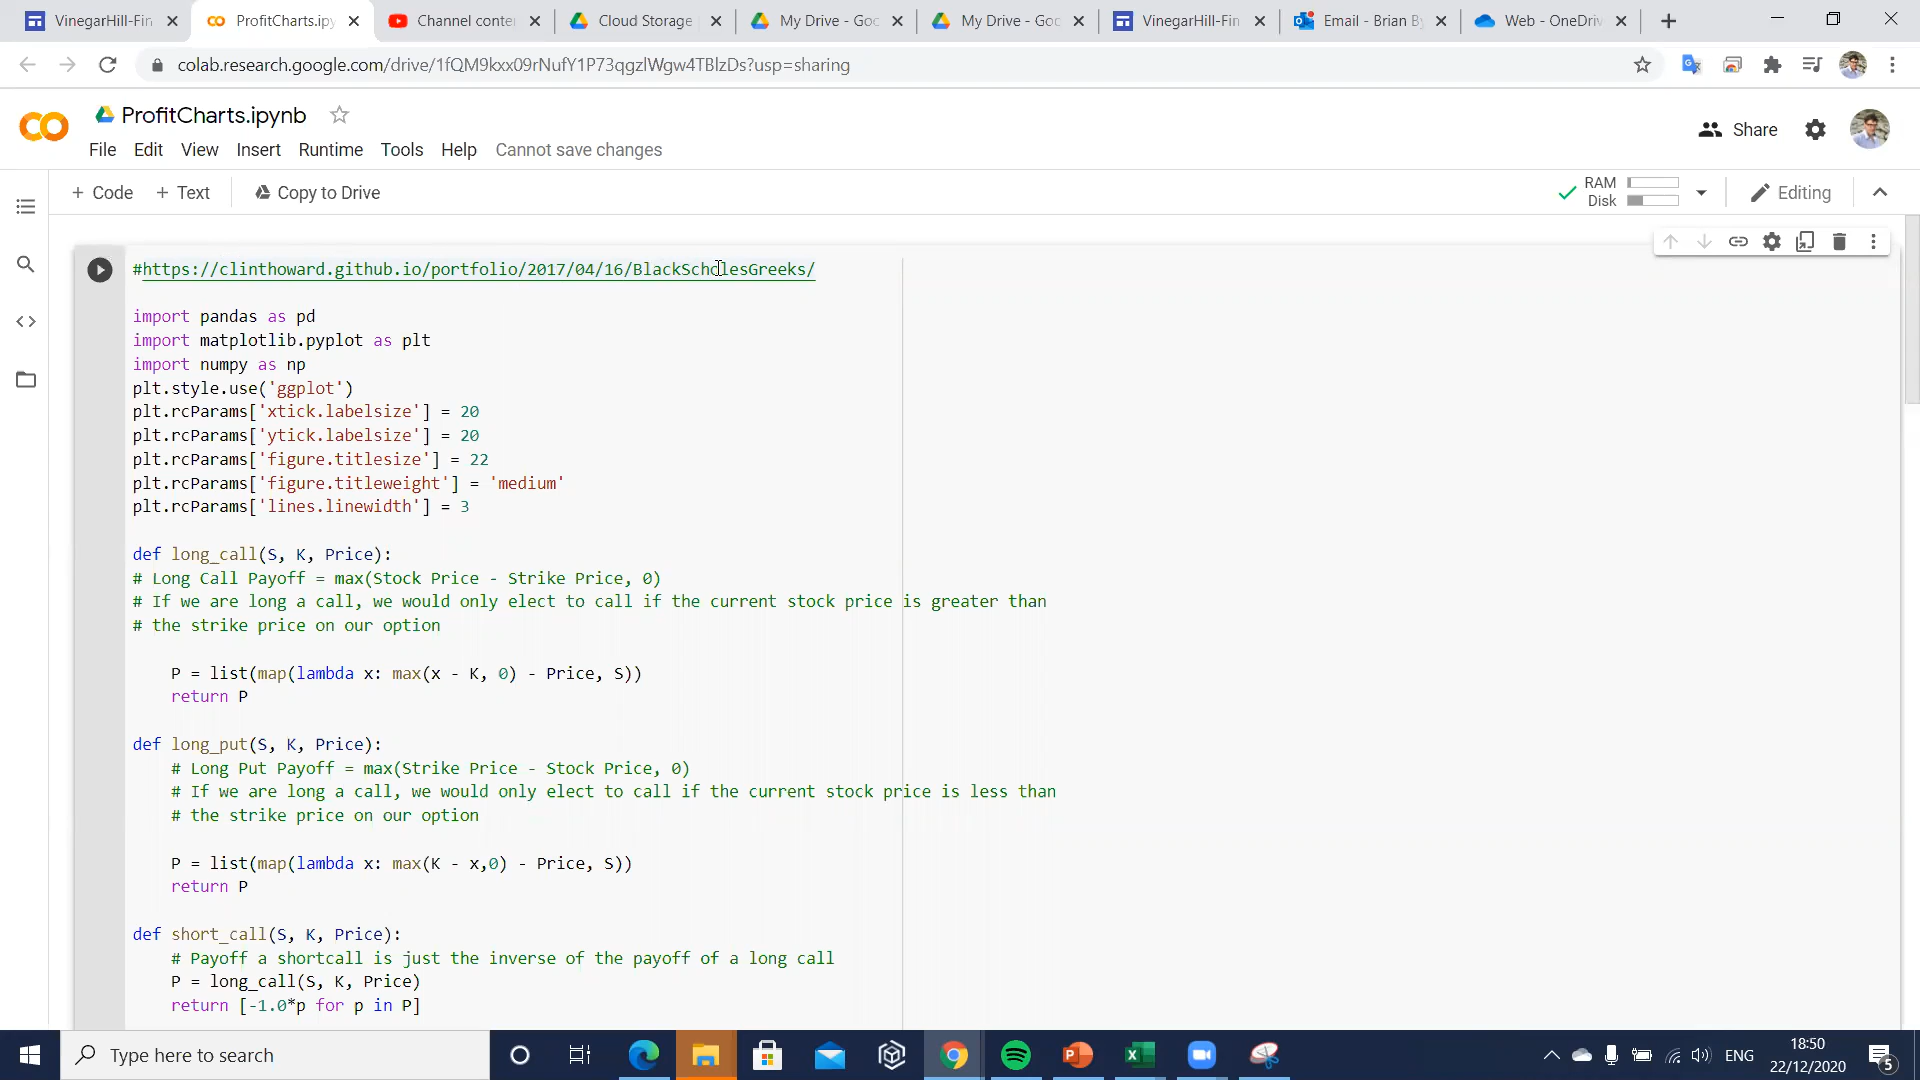 VinegarHill-Fin
ProfitCharts.ipy
Channel conte
Cloud Storage
My Drive - Goo
My Drive - Goo
VinegarHill-Fin
Email - Brian B
Web - OneDriv
colab.research.google.com/drive/1fQM9kxx09rNufY1P73qgzlWgw4TBlzDs?usp=sharing
ProfitCharts.ipynb
Share
File Edit View Insert Runtime Tools Help Cannot save changes
+ Code + Text Copy to Drive
RAM
Disk
Editing
#https://clinthoward.github.io/portfolio/2017/04/16/BlackScholesGreeks/
import pandas as pd
import matplotlib.pyplot as plt
import numpy as np
plt.style.use('ggplot')
plt.rcParams['xtick.labelsize'] = 20
plt.rcParams['ytick.labelsize'] = 20
plt.rcParams['figure.titlesize'] = 22
plt.rcParams['figure.titleweight'] = 'medium'
plt.rcParams['lines.linewidth'] = 3
def long_call(S, K, Price):
# Long Call Payoff = max(Stock Price - Strike Price, 0)
# If we are long a call, we would only elect to call if the current stock price is greater than
# the strike price on our option
P = list(map(lambda x: max(x - K, 0) - Price, S))
return P
def long_put(S, K, Price):
# Long Put Payoff = max(Strike Price - Stock Price, 0)
# If we are long a call, we would only elect to call if the current stock price is less than
# the strike price on our option
P = list(map(lambda x: max(K - x,0) - Price, S))
return P
def short_call(S, K, Price):
# Payoff a shortcall is just the inverse of the payoff of a long call
P = long_call(S, K, Price)
return [-1.0*p for p in P]
Type here to search
ENG
18:50
22/12/2020
5